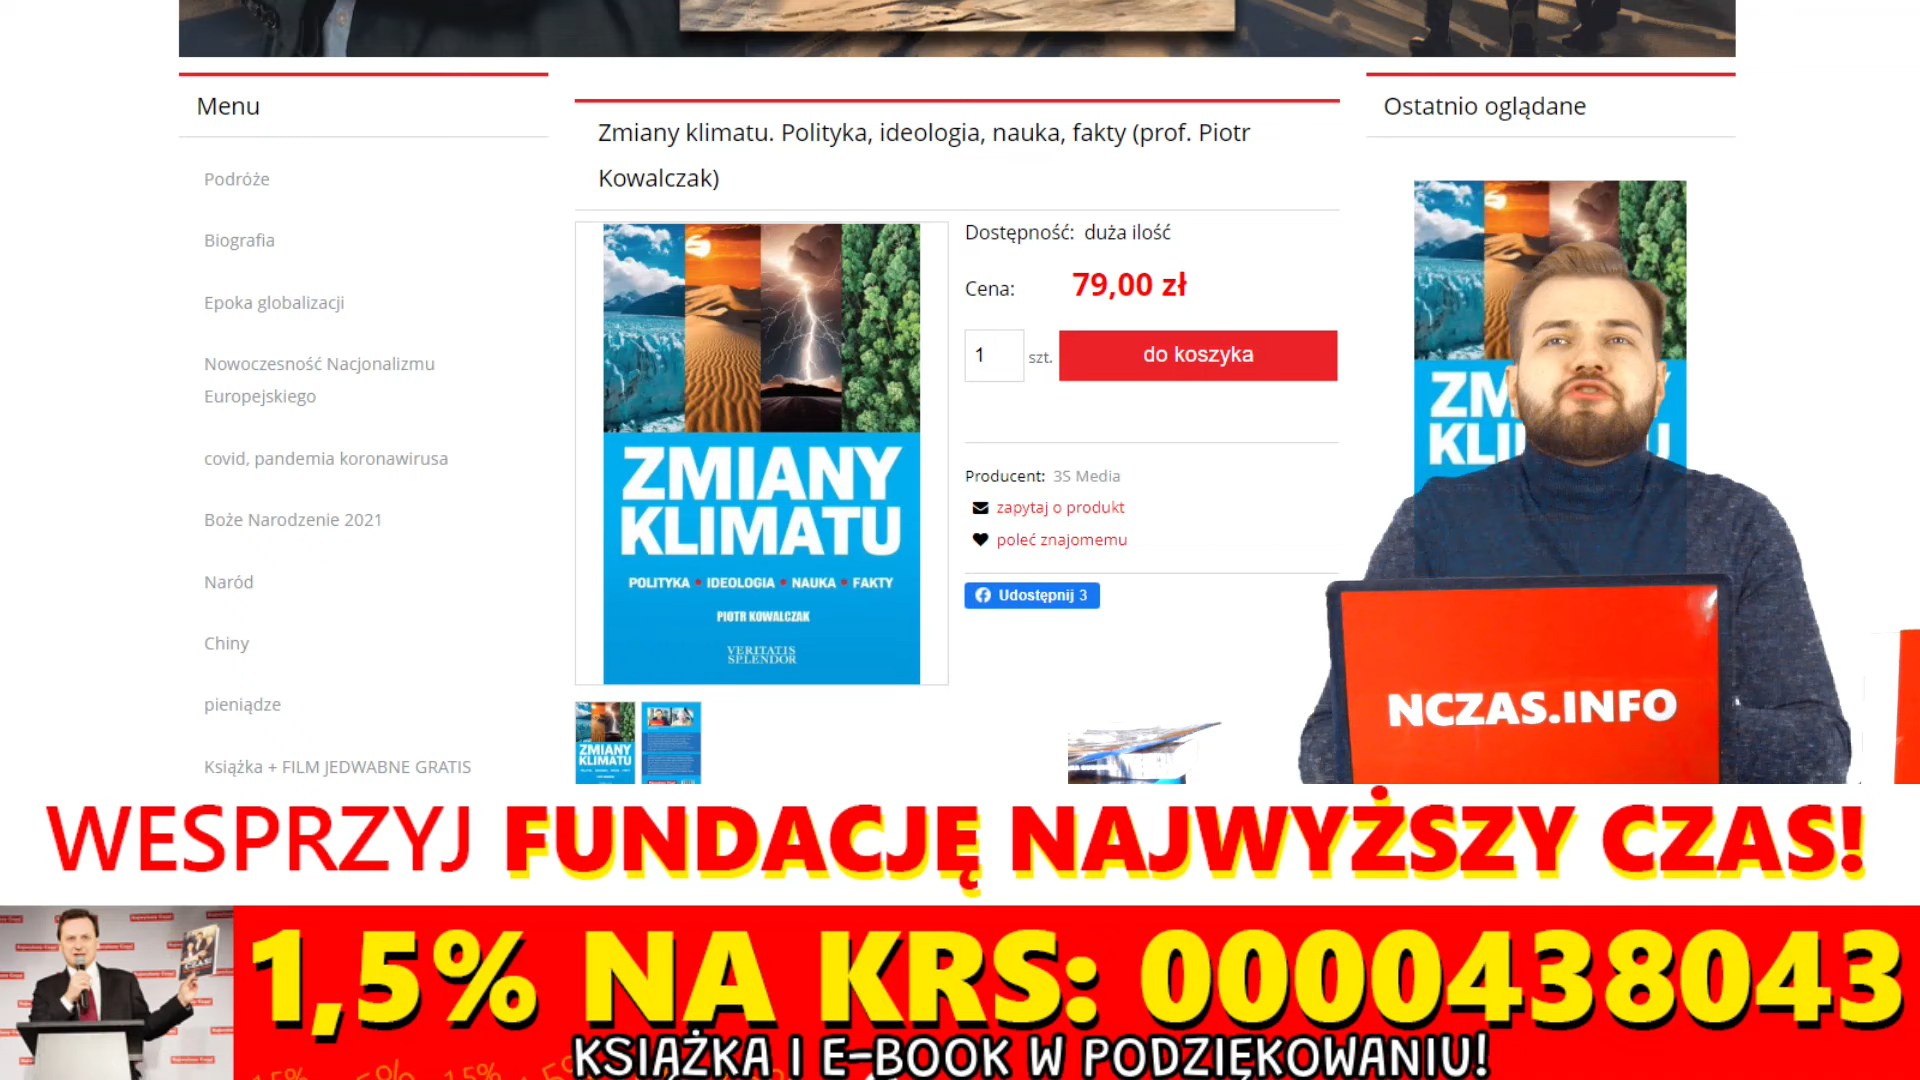 Menu
Podróże
Biografia
Epoka globalizacji
Nowoczesność Nacjonalizmu
Europejskiego
covid, pandemia koronawirusa
Boże Narodzenie 2021
Naród
Chiny
pieniądze
Książka + FILM JEDWABNE GRATIS
Zmiany klimatu. Polityka, ideologia, nauka, fakty (prof. Piotr
Kowalczak)
ZMIANY
KLIMATU
POLITYKA • IDEOLOGIA • NAUKA • FAKTY
PIOTR KOWALCZAK
VERITATIS
SPLENDOR
ZMIANY
KLIMATU
Dostępność: duża ilość
Cena: 79,00 zł
1 szt. do koszyka
Producent: 3S Media
zapytaj o produkt
poleć znajomemu
Udostępnij 3
Ostatnio oglądane
ZM
KL U
NCZAS.INFO
WESPRZYJ FUNDACJĘ NAJWYŻSZY CZAS!
1,5% NA KRS: 0000438043
KSIĄŻKA I E-BOOK W PODZIĘKOWANIU!